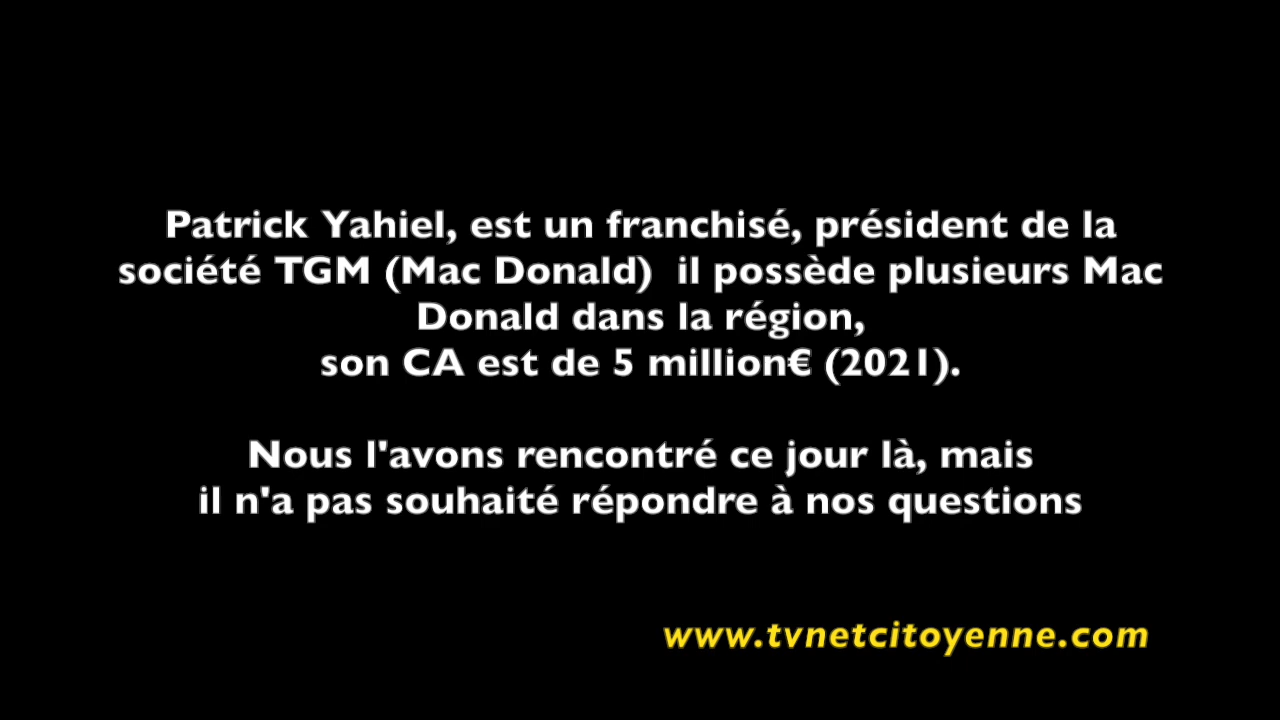 Patrick Yahiel, est un franchisé, président de la
société TGM (Mac Donald)  il possède plusieurs Mac
Donald dans la région,
son CA est de 5 million€ (2021).
Nous l'avons rencontré ce jour là, mais
il n'a pas souhaité répondre à nos questions
www.tvnetcitoyenne.com